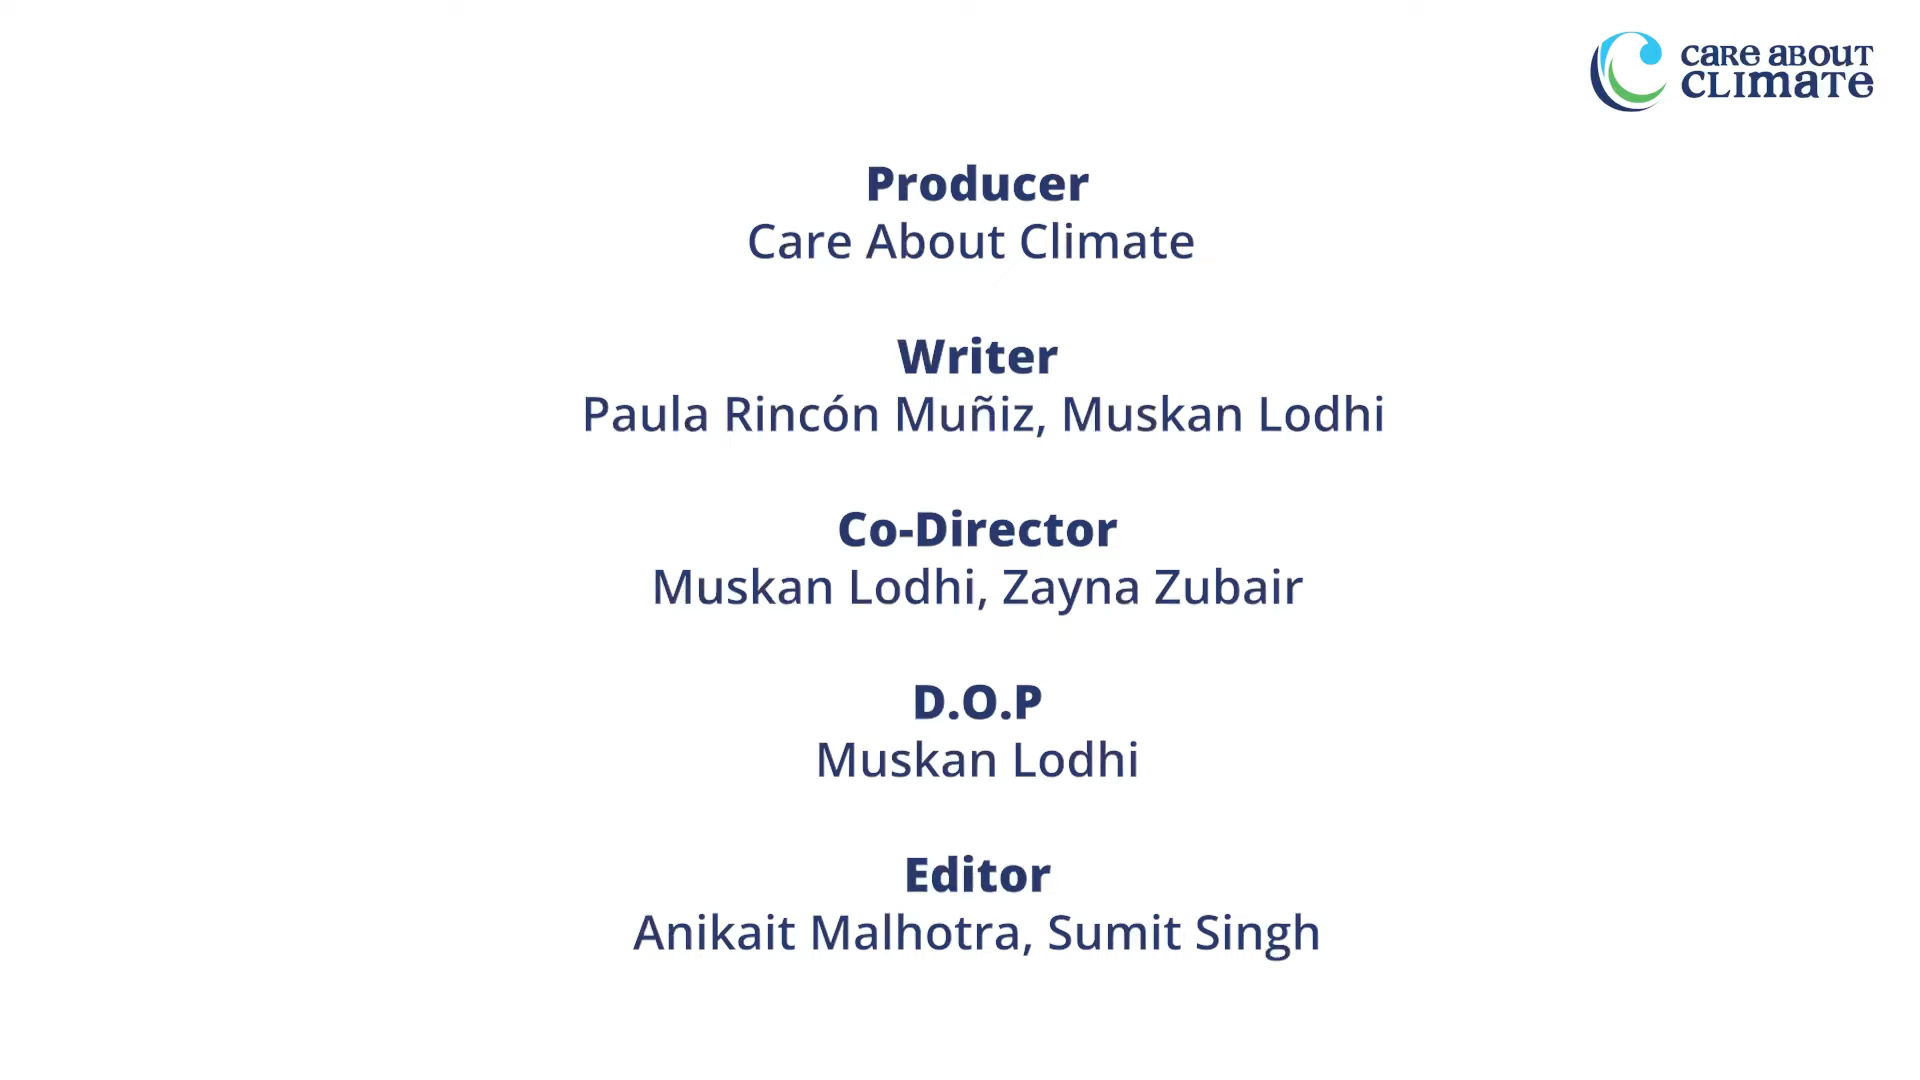 CARE ABOUT
CLIMATE
Producer
Care About Climate
Writer
Paula Rincón Muñiz, Muskan Lodhi
Co-Director
Muskan Lodhi, Zayna Zubair
D.O.P
Muskan Lodhi
Editor
Anikait Malhotra, Sumit Singh